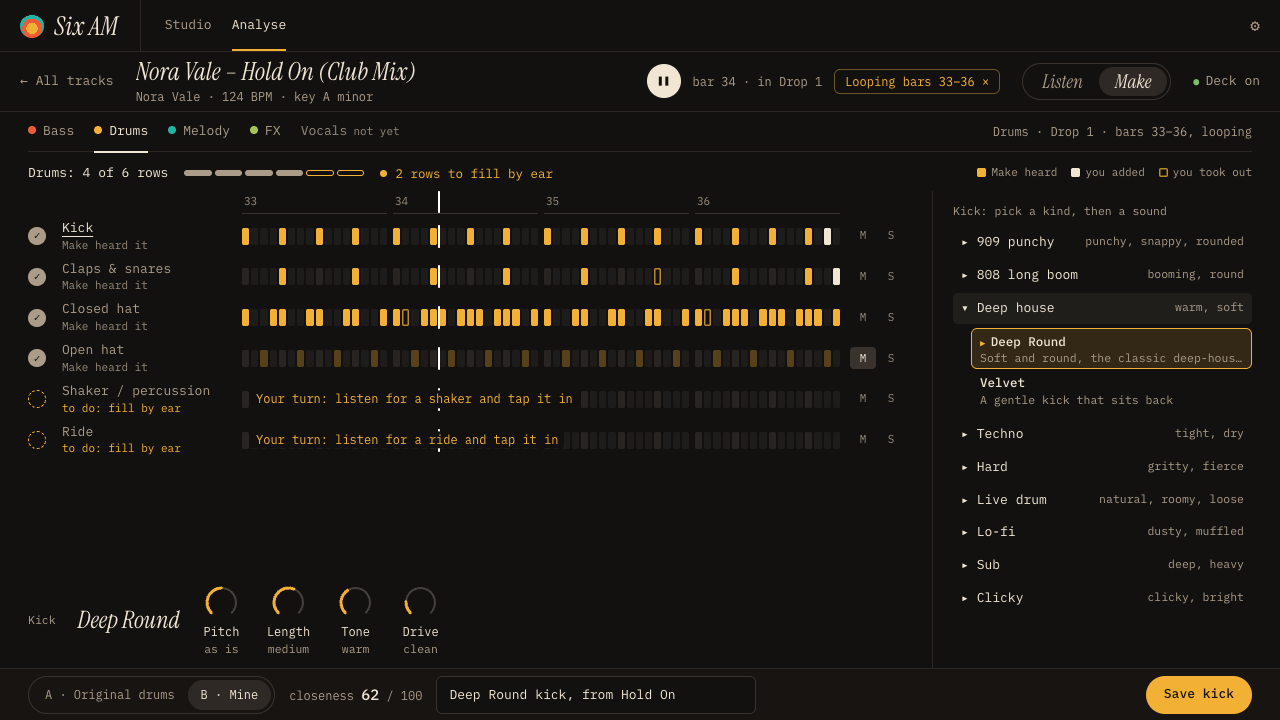 Six AM
Studio Analyse
⚙
← All tracks
Nora Vale – Hold On (Club Mix)
Nora Vale · 124 BPM · key A minor
bar 34 · in Drop 1
Looping bars 33–36 ×
Listen Make
● Deck on
Bass Drums Melody FX Vocals not yet
Drums · Drop 1 · bars 33–36, looping
Drums: 4 of 6 rows
2 rows to fill by ear
Make heard you added you took out
33 34 35 36
Kick
Make heard it
M S
Claps & snares
Make heard it
M S
Closed hat
Make heard it
M S
Open hat
Make heard it
M S
Shaker / percussion
to do: fill by ear
Your turn: listen for a shaker and tap it in
M S
Ride
to do: fill by ear
Your turn: listen for a ride and tap it in
M S
Kick: pick a kind, then a sound
▸ 909 punchy punchy, snappy, rounded
▸ 808 long boom booming, round
▾ Deep house warm, soft
▸ Deep Round
Soft and round, the classic deep-hous…
Velvet
A gentle kick that sits back
▸ Techno tight, dry
▸ Hard gritty, fierce
▸ Live drum natural, roomy, loose
▸ Lo-fi dusty, muffled
▸ Sub deep, heavy
▸ Clicky clicky, bright
Kick Deep Round
Pitch Length Tone Drive
as is medium warm clean
A · Original drums B · Mine
closeness 62 / 100
Deep Round kick, from Hold On
Save kick